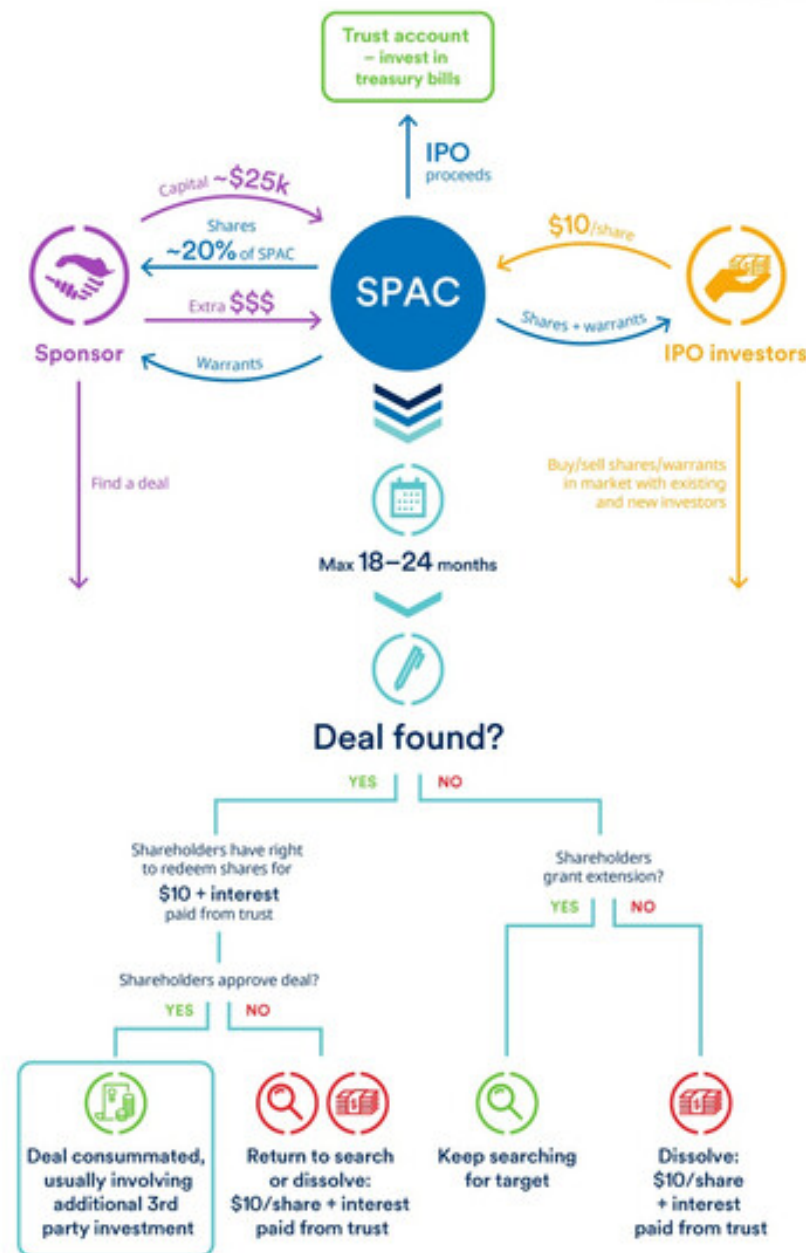 Trust account
– invest in
treasury bills
IPO
proceeds
Capital ~$25k
Shares
~20% of SPAC
Extra $$$
Warrants
Sponsor
SPAC
$10/share
Shares + warrants
IPO investors
Find a deal
Buy/sell shares/warrants
in market with existing
and new investors
Max 18–24 months
Deal found?
YES
NO
Shareholders have right
to redeem shares for
$10 + interest
paid from trust
Shareholders
grant extension?
YES
NO
Shareholders approve deal?
YES
NO
Deal consummated,
usually involving
additional 3rd
party investment
Return to search
or dissolve:
$10/share + interest
paid from trust
Keep searching
for target
Dissolve:
$10/share
+ interest
paid from trust